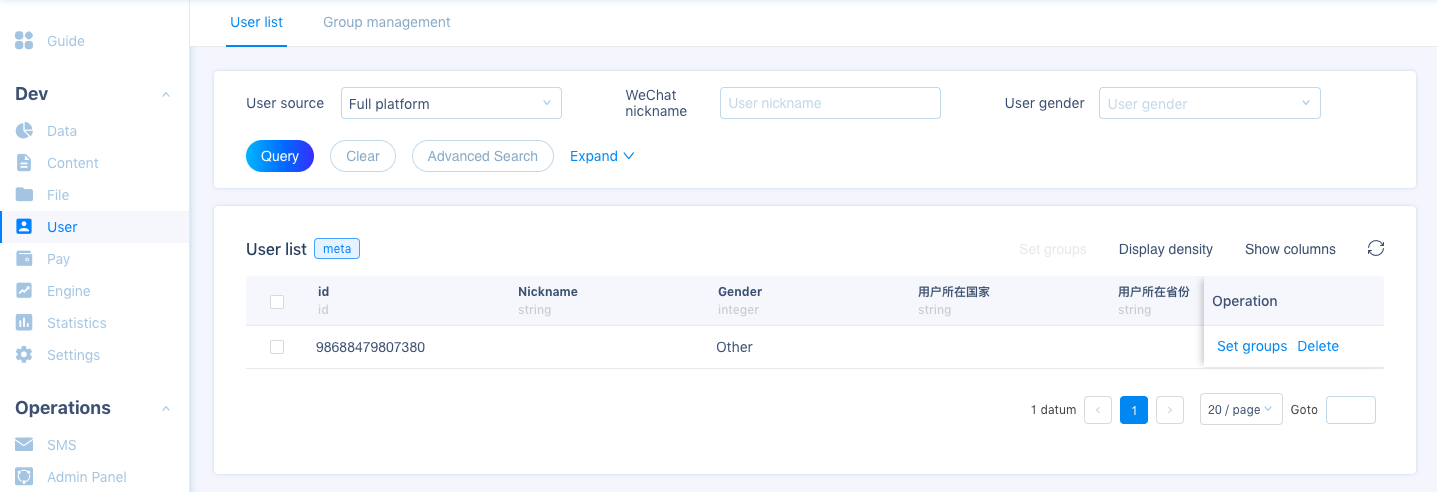 User list
Group management
Guide
Dev
Data
Content
File
User
Pay
Engine
Statistics
Settings
Operations
SMS
Admin Panel
User source
Full platform
WeChat
nickname
User nickname
User gender
User gender
Query
Clear
Advanced Search
Expand
User list
meta
Set groups
Display density
Show columns
id
id
Nickname
string
Gender
integer
用户所在国家
string
用户所在省份
string
Operation
98688479807380
Other
Set groups
Delete
1 datum
1
20 / page
Goto